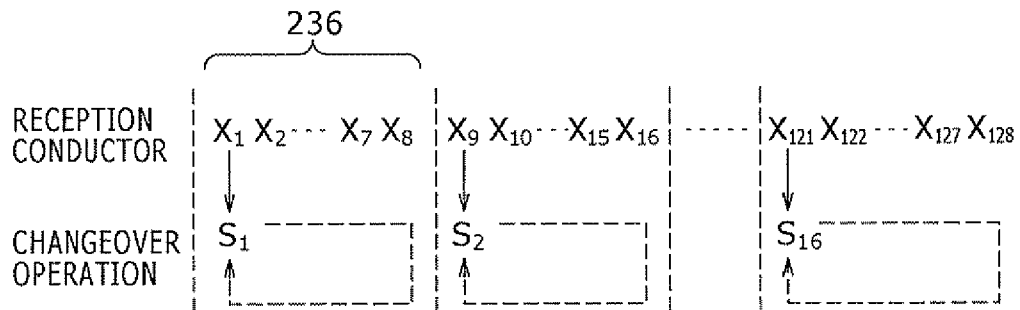 236
RECEPTION CONDUCTOR X₁ X₂ ···· X₇ X₈ X₉ X₁₀ ···· X₁₅ X₁₆ ······ X₁₂₁ X₁₂₂ ···· X₁₂₇ X₁₂₈
CHANGEOVER OPERATION S₁ S₂ S₁₆